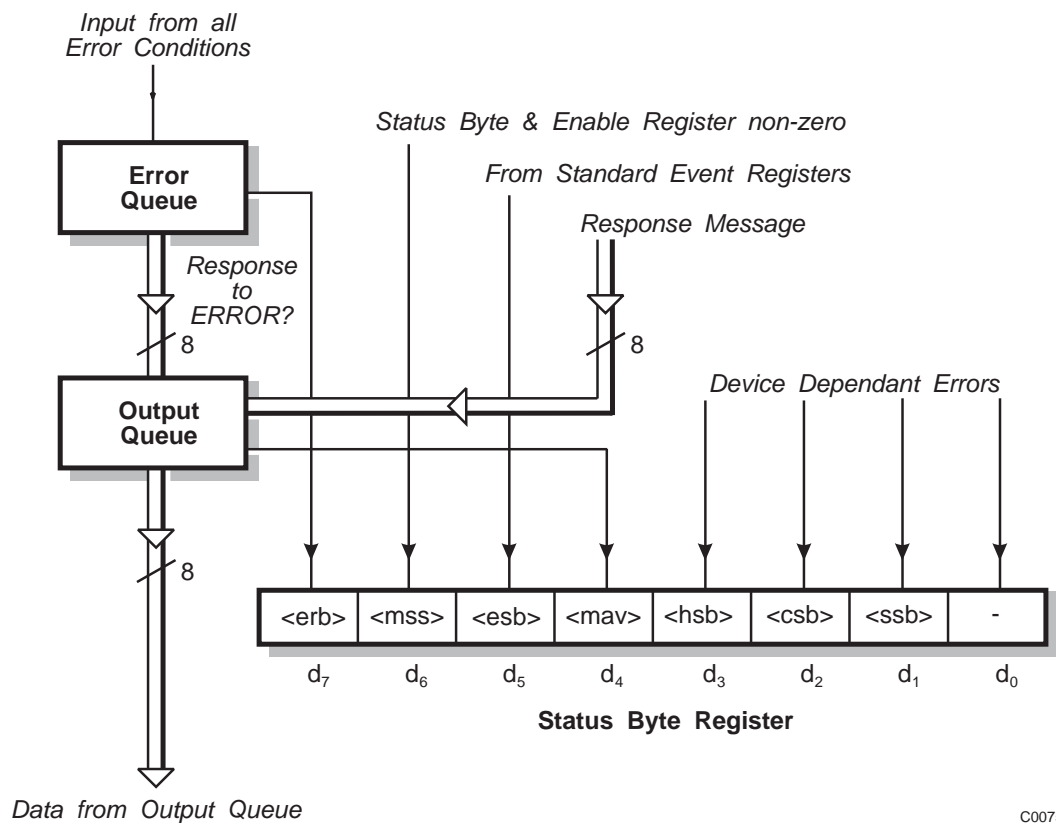 Input from all
Error Conditions
Status Byte & Enable Register non-zero
Error
Queue
From Standard Event Registers
Response Message
Response
to
ERROR?
8
8
Device Dependant Errors
Output
Queue
8
<erb> <mss> <esb> <mav> <hsb> <csb> <ssb> -
d₇ d₆ d₅ d₄ d₃ d₂ d₁ d₀
Status Byte Register
Data from Output Queue
C007